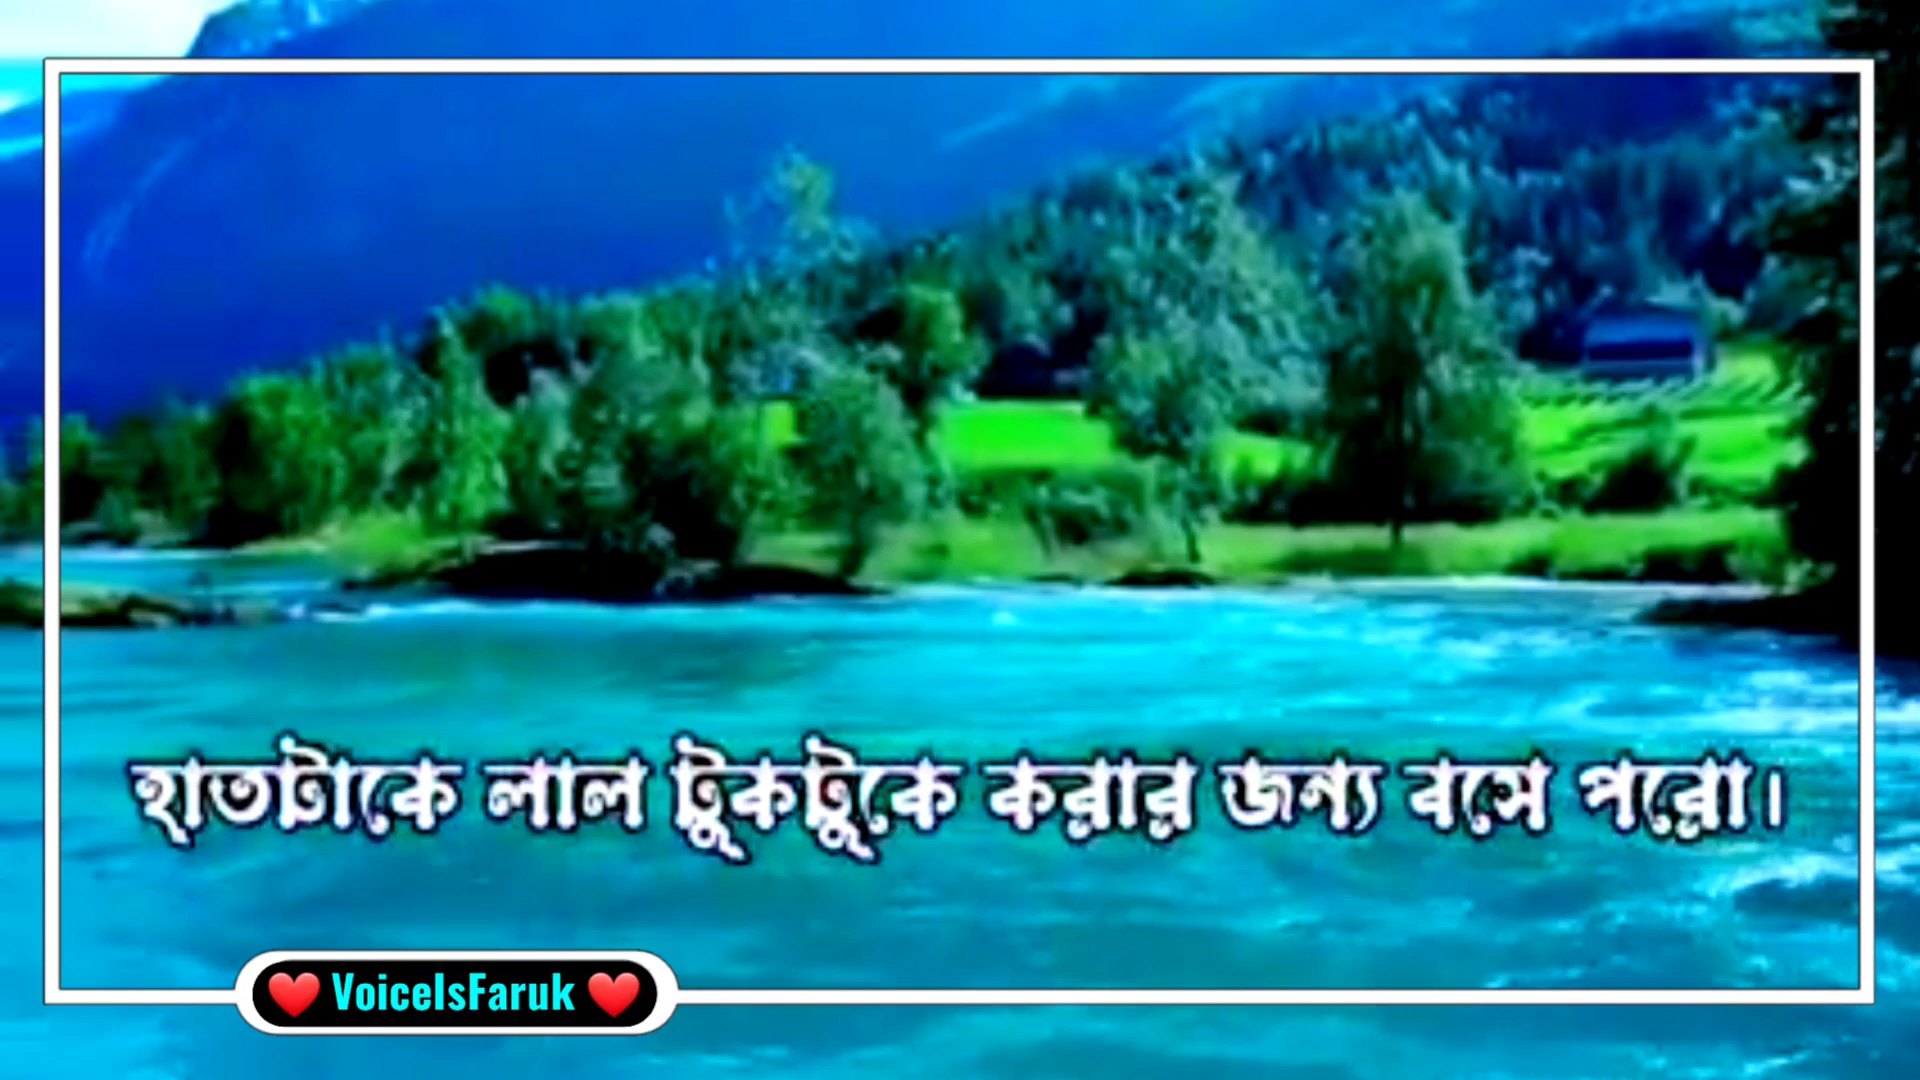 হাতটাকে লাল টুকটুকে করার জন্য বসে পরো।
❤️ VoiceIsFaruk ❤️